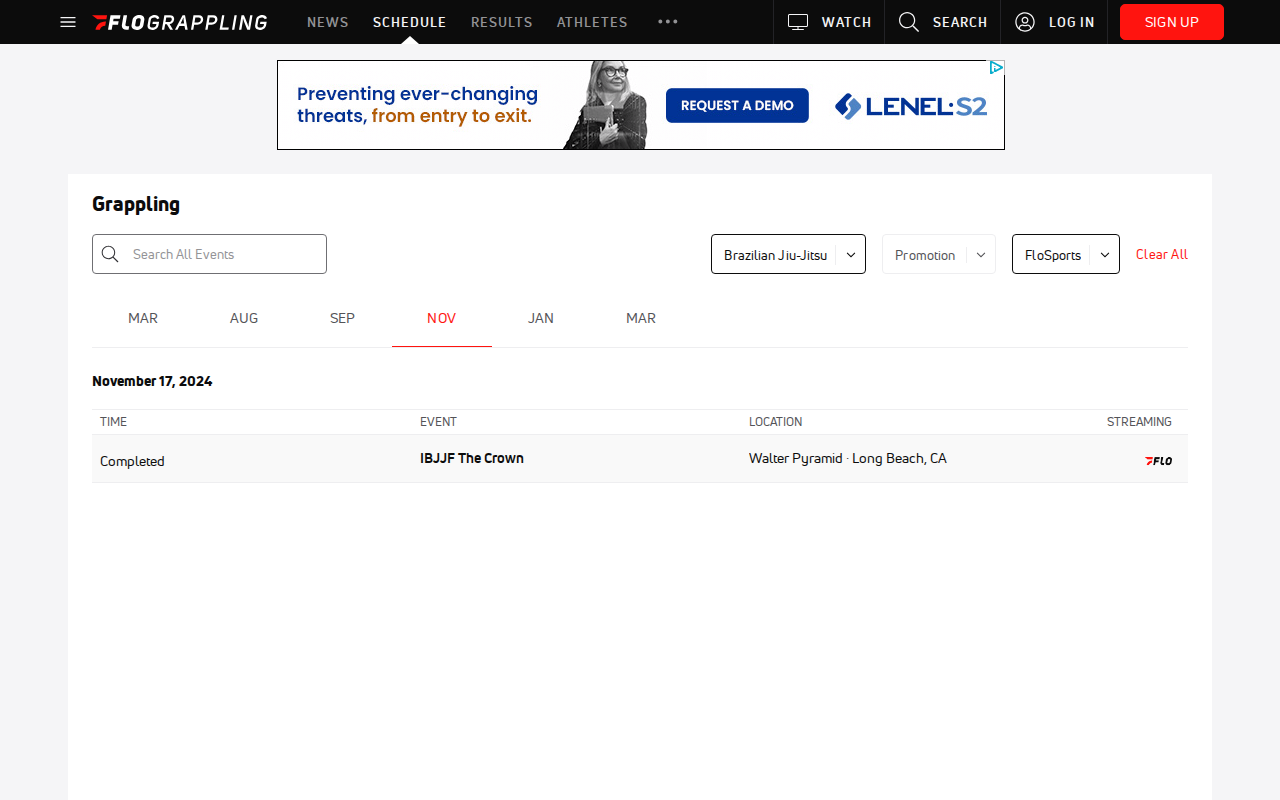 FLOGRAPPLING NEWS SCHEDULE RESULTS ATHLETES WATCH SEARCH LOG IN SIGN UP
Preventing ever-changing
threats, from entry to exit.
REQUEST A DEMO
LENEL·S2
Grappling
Search All Events
Brazilian Jiu-Jitsu
Promotion
FloSports
Clear All
MAR AUG SEP NOV JAN MAR
November 17, 2024
TIME EVENT LOCATION STREAMING
Completed IBJJF The Crown Walter Pyramid · Long Beach, CA FLO